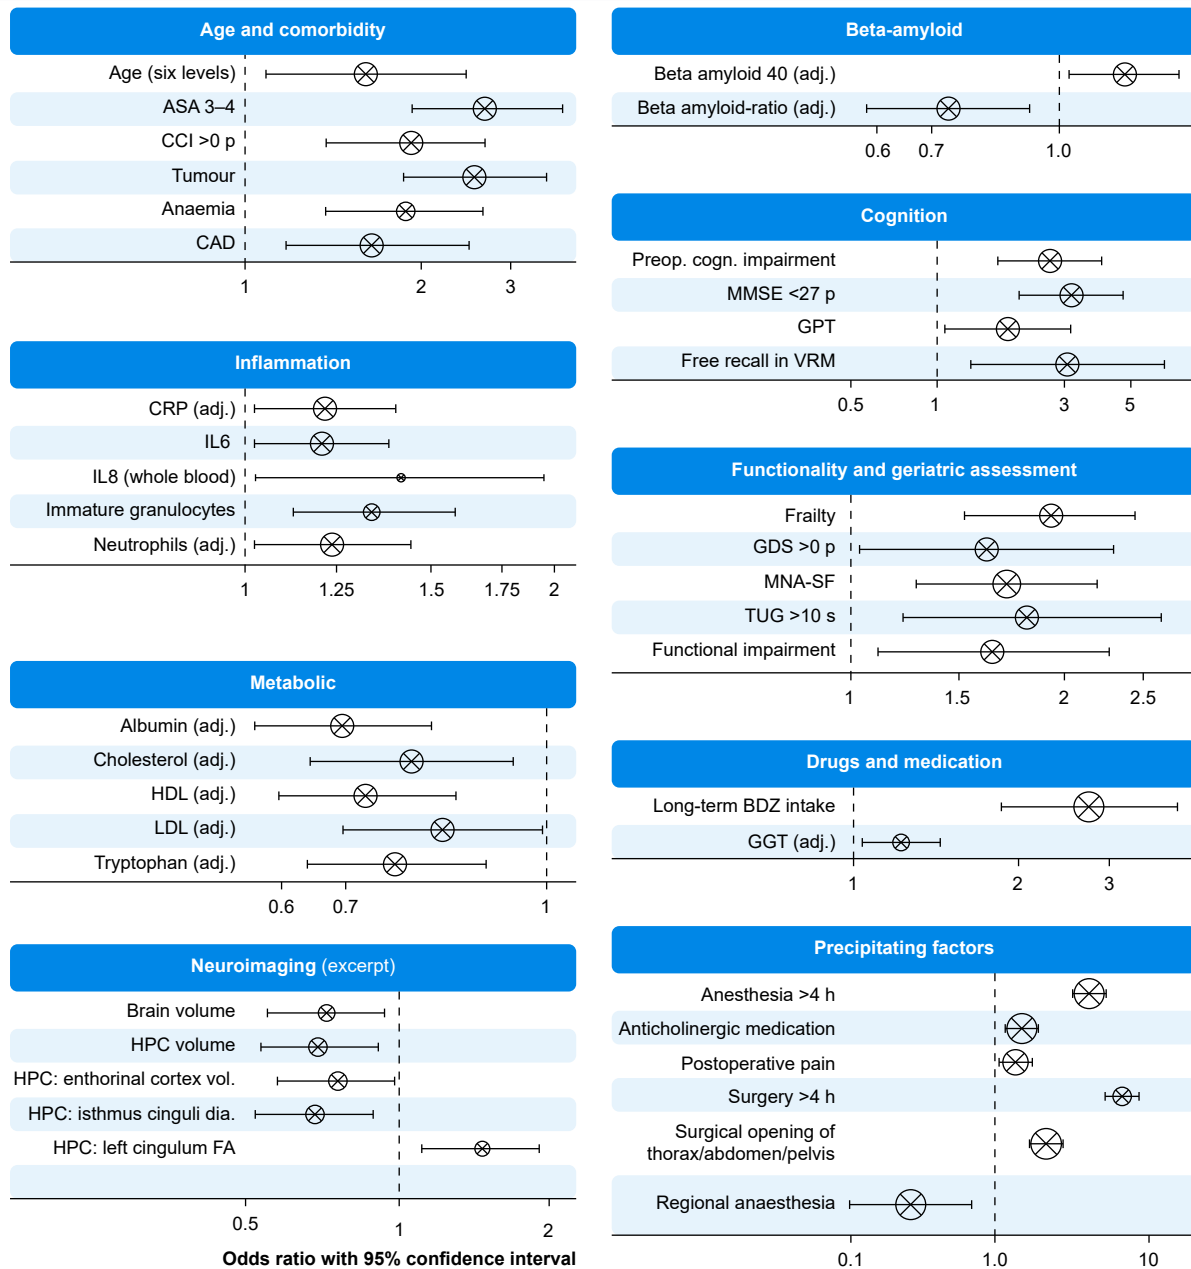 Age and comorbidity
Age (six levels)
ASA 3–4
CCI >0 p
Tumour
Anaemia
CAD
1 2 3
Inflammation
CRP (adj.)
IL6
IL8 (whole blood)
Immature granulocytes
Neutrophils (adj.)
1 1.25 1.5 1.75 2
Metabolic
Albumin (adj.)
Cholesterol (adj.)
HDL (adj.)
LDL (adj.)
Tryptophan (adj.)
0.6 0.7 1
Neuroimaging (excerpt)
Brain volume
HPC volume
HPC: enthorinal cortex vol.
HPC: isthmus cinguli dia.
HPC: left cingulum FA
0.5 1 2
Odds ratio with 95% confidence interval
Beta-amyloid
Beta amyloid 40 (adj.)
Beta amyloid-ratio (adj.)
0.6 0.7 1.0
Cognition
Preop. cogn. impairment
MMSE <27 p
GPT
Free recall in VRM
0.5 1 3 5
Functionality and geriatric assessment
Frailty
GDS >0 p
MNA-SF
TUG >10 s
Functional impairment
1 1.5 2 2.5
Drugs and medication
Long-term BDZ intake
GGT (adj.)
1 2 3
Precipitating factors
Anesthesia >4 h
Anticholinergic medication
Postoperative pain
Surgery >4 h
Surgical opening of
thorax/abdomen/pelvis
Regional anaesthesia
0.1 1.0 10